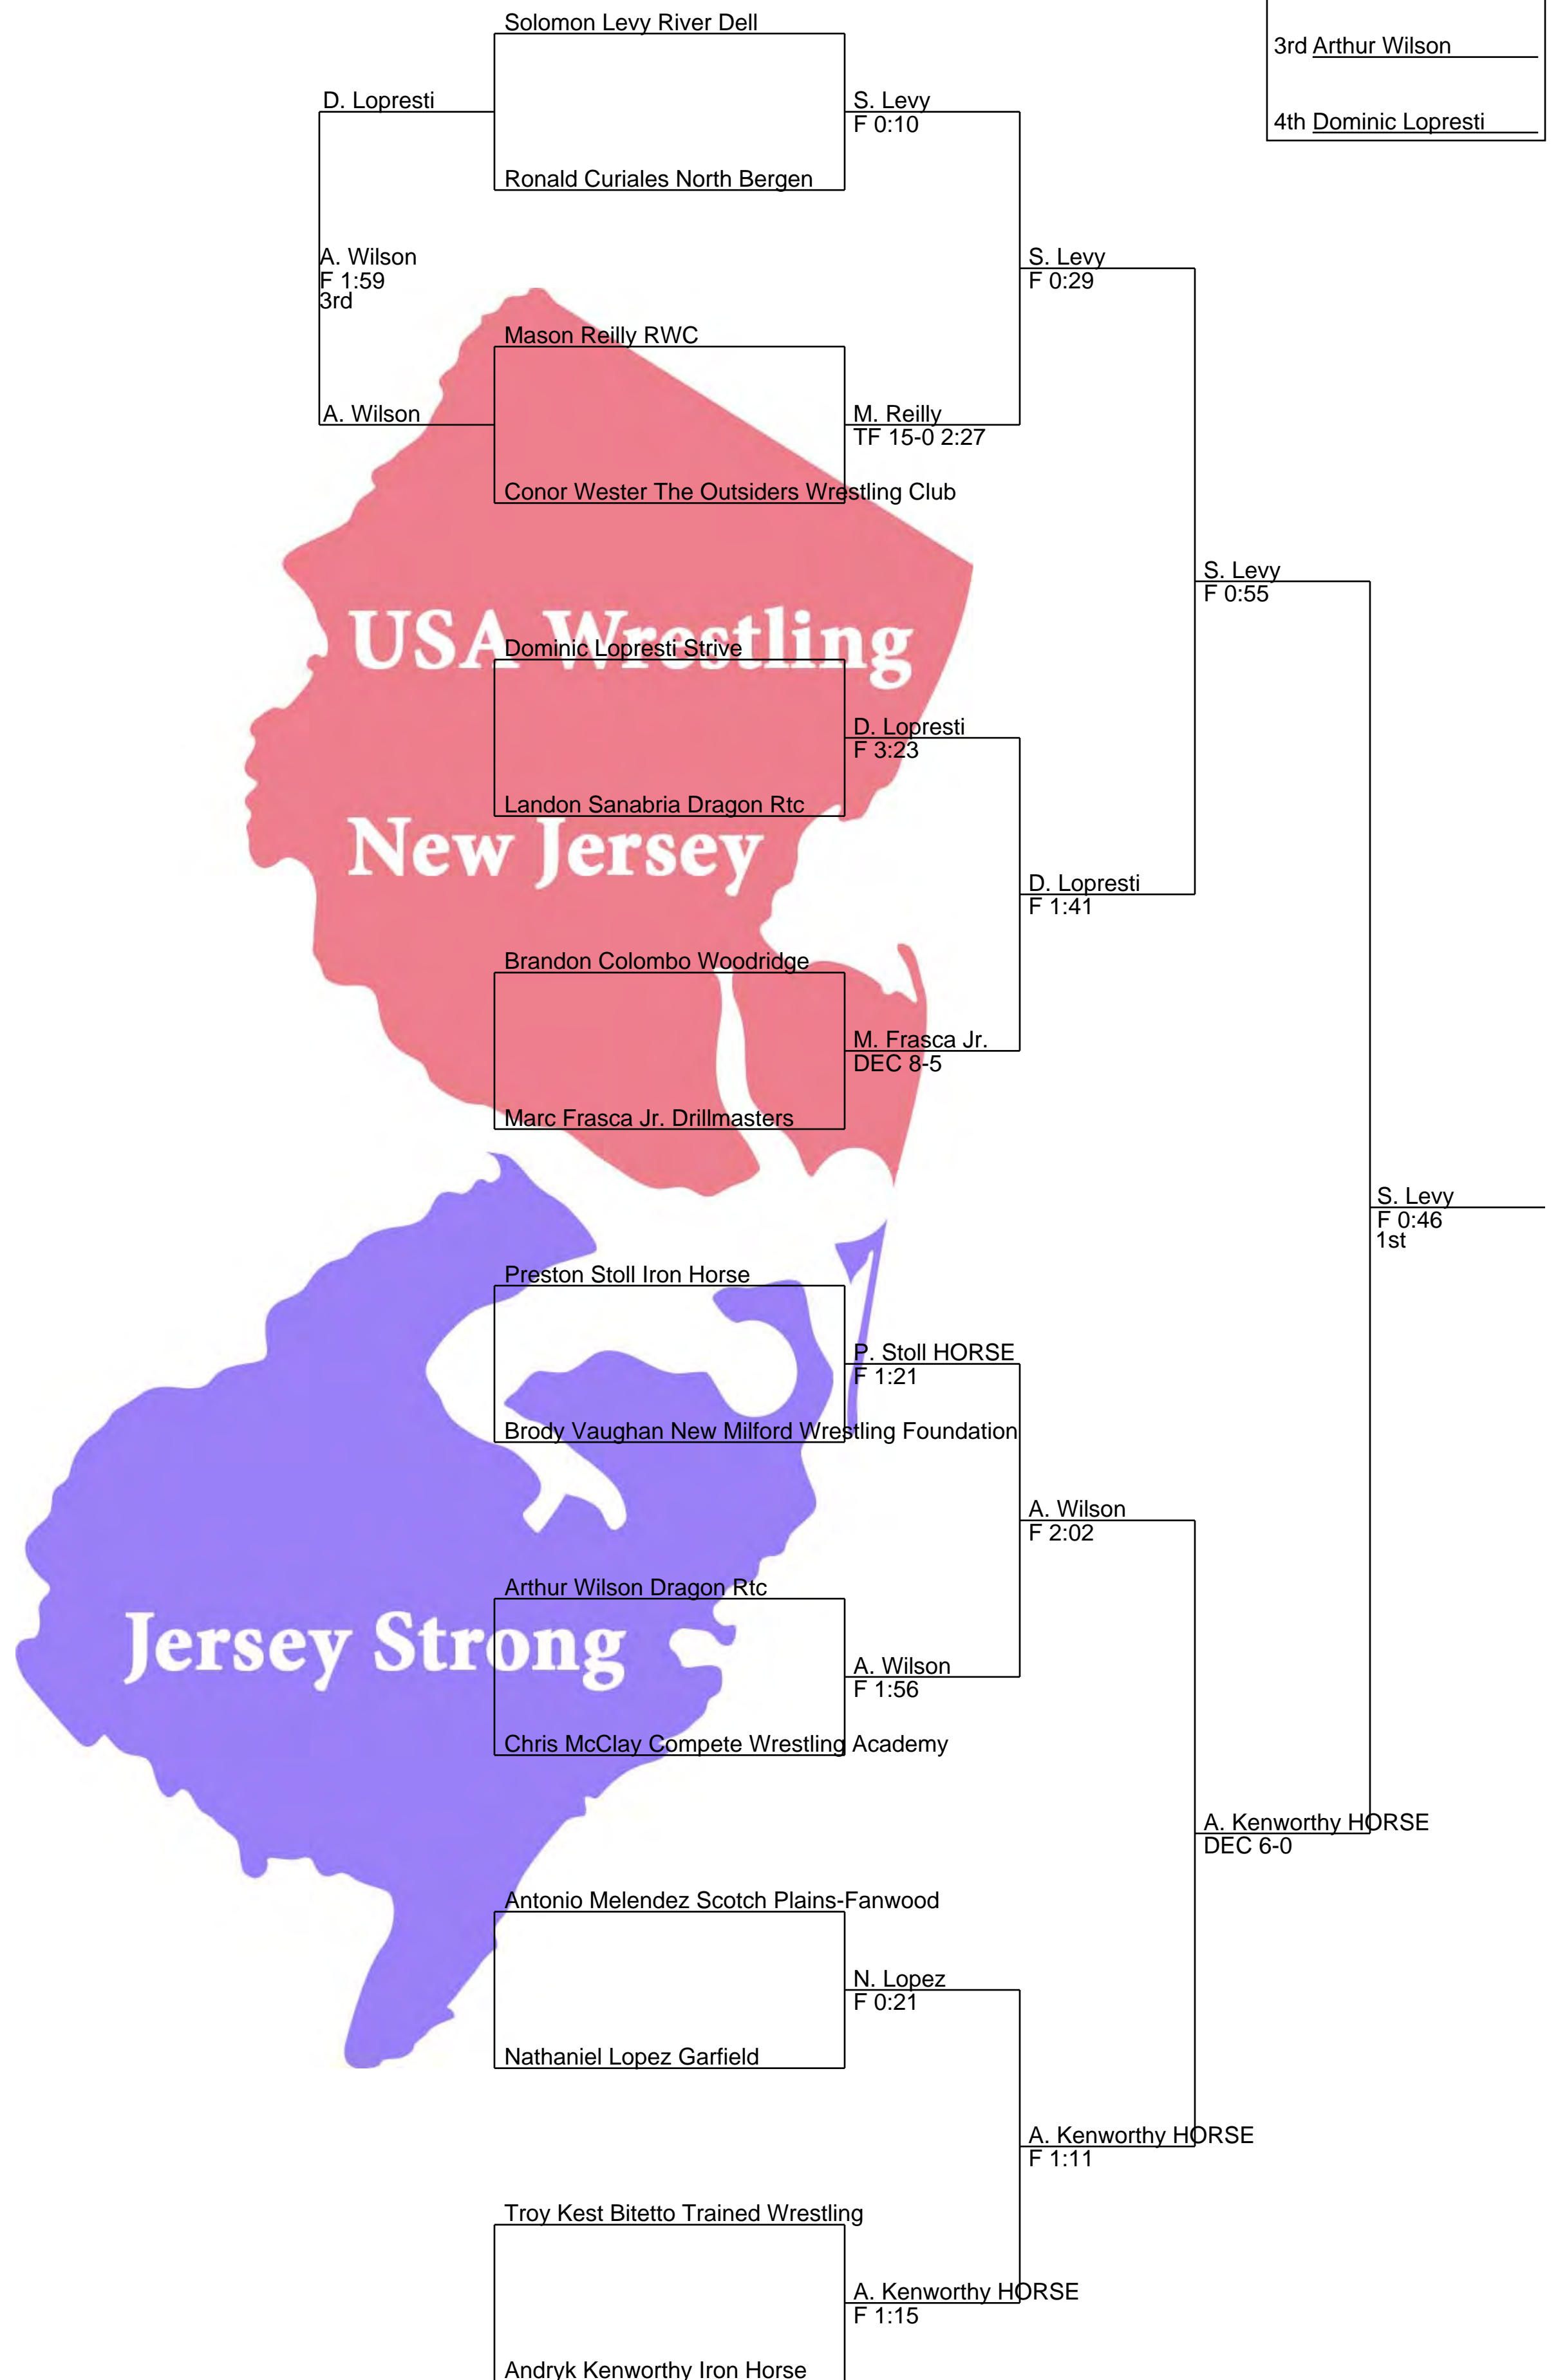 Solomon Levy River Dell
3rd Arthur Wilson
D. Lopresti
S. Levy
F 0:10
4th Dominic Lopresti
Ronald Curiales North Bergen
A. Wilson
F 1:59
3rd
S. Levy
F 0:29
Mason Reilly RWC
A. Wilson
M. Reilly
TF 15-0 2:27
Conor Wester The Outsiders Wrestling Club
S. Levy
F 0:55
USA Wrestling
Dominic Lopresti Strive
D. Lopresti
F 3:23
Landon Sanabria Dragon Rtc
New Jersey
D. Lopresti
F 1:41
Brandon Colombo Woodridge
M. Frasca Jr.
DEC 8-5
Marc Frasca Jr. Drillmasters
S. Levy
F 0:46
1st
Preston Stoll Iron Horse
P. Stoll HORSE
F 1:21
Brody Vaughan New Milford Wrestling Foundation
A. Wilson
F 2:02
Arthur Wilson Dragon Rtc
Jersey Strong
A. Wilson
F 1:56
Chris McClay Compete Wrestling Academy
A. Kenworthy HORSE
DEC 6-0
Antonio Melendez Scotch Plains-Fanwood
N. Lopez
F 0:21
Nathaniel Lopez Garfield
A. Kenworthy HORSE
F 1:11
Troy Kest Bitetto Trained Wrestling
A. Kenworthy HORSE
F 1:15
Andryk Kenworthy Iron Horse